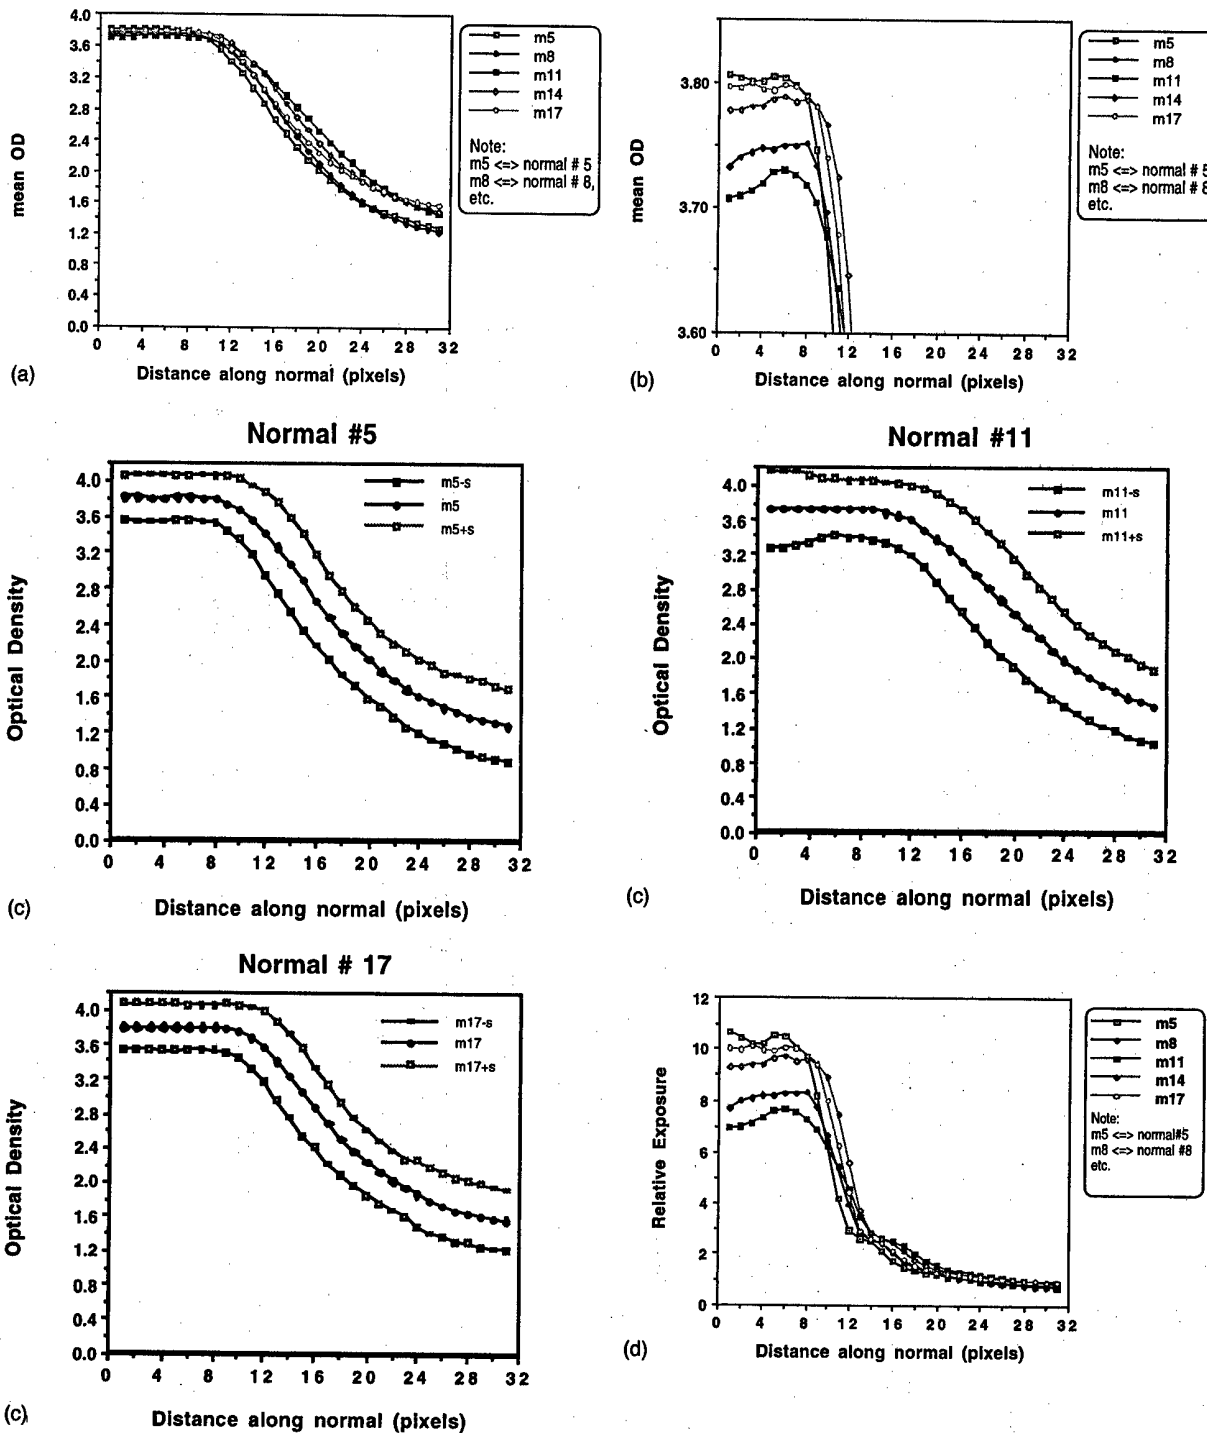 4.0
3.6
3.2
2.8
2.4
2.0
1.6
1.2
0.8
0.4
0.0
mean OD
0 4 8 12 16 20 24 28 32
(a) Distance along normal (pixels)
m5
m8
m11
m14
m17
Note:
m5 <=> normal # 5
m8 <=> normal # 8,
etc.
3.80
3.70
3.60
mean OD
0 4 8 12 16 20 24 28 32
(b) Distance along normal (pixels)
m5
m8
m11
m14
m17
Note:
m5 <=> normal # 5
m8 <=> normal # 8
etc.
Normal #5
4.0
3.6
3.2
2.8
2.4
2.0
1.6
1.2
0.8
0.4
0.0
Optical Density
m5-s
m5
m5+s
0 4 8 12 16 20 24 28 32
(c) Distance along normal (pixels)
Normal #11
4.0
3.6
3.2
2.8
2.4
2.0
1.6
1.2
0.8
0.4
0.0
Optical Density
m11-s
m11
m11+s
0 4 8 12 16 20 24 28 32
(c) Distance along normal (pixels)
Normal # 17
4.0
3.6
3.2
2.8
2.4
2.0
1.6
1.2
0.8
0.4
0.0
Optical Density
m17-s
m17
m17+s
0 4 8 12 16 20 24 28 32
(c) Distance along normal (pixels)
12
10
8
6
4
2
0
Relative Exposure
0 4 8 12 16 20 24 28 32
(d) Distance along normal (pixels)
m5
m8
m11
m14
m17
Note:
m5 <=> normal#5
m8 <=> normal #8
etc.